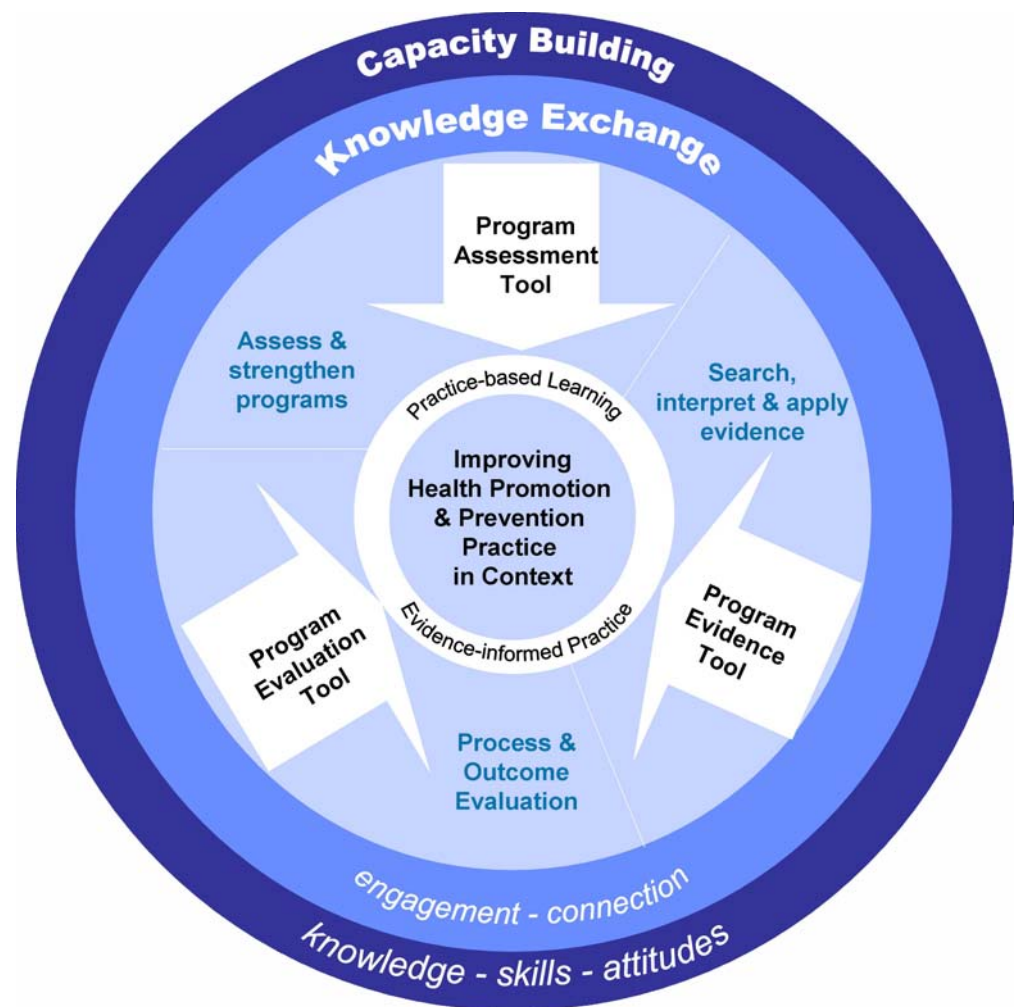 Capacity Building
Knowledge Exchange
Program
Assessment
Tool
Assess &
strengthen
programs
Search,
interpret & apply
evidence
Practice-based Learning
Improving
Health Promotion
& Prevention
Practice
in Context
Evidence-informed Practice
Program
Evaluation
Tool
Program
Evidence
Tool
Process &
Outcome
Evaluation
engagement - connection
knowledge - skills - attitudes